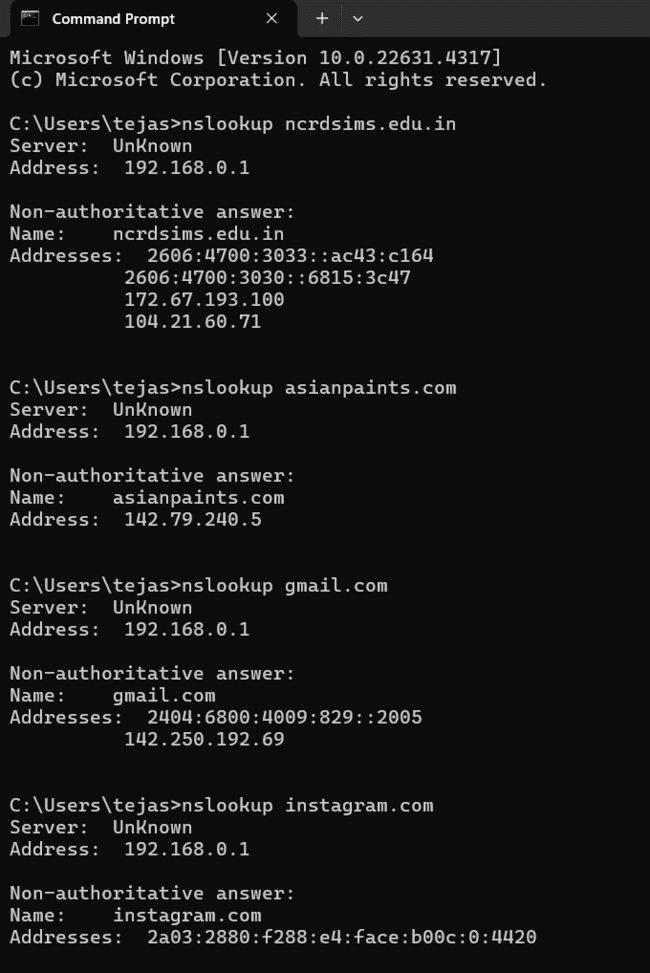 Command Prompt
Microsoft Windows [Version 10.0.22631.4317]
(c) Microsoft Corporation. All rights reserved.
C:\Users\tejas>nslookup ncrdsims.edu.in
Server:  UnKnown
Address:  192.168.0.1
Non-authoritative answer:
Name:    ncrdsims.edu.in
Addresses:  2606:4700:3033::ac43:c164
2606:4700:3030::6815:3c47
172.67.193.100
104.21.60.71
C:\Users\tejas>nslookup asianpaints.com
Server:  UnKnown
Address:  192.168.0.1
Non-authoritative answer:
Name:    asianpaints.com
Address:  142.79.240.5
C:\Users\tejas>nslookup gmail.com
Server:  UnKnown
Address:  192.168.0.1
Non-authoritative answer:
Name:    gmail.com
Addresses:  2404:6800:4009:829::2005
142.250.192.69
C:\Users\tejas>nslookup instagram.com
Server:  UnKnown
Address:  192.168.0.1
Non-authoritative answer:
Name:    instagram.com
Addresses:  2a03:2880:f288:e4:face:b00c:0:4420